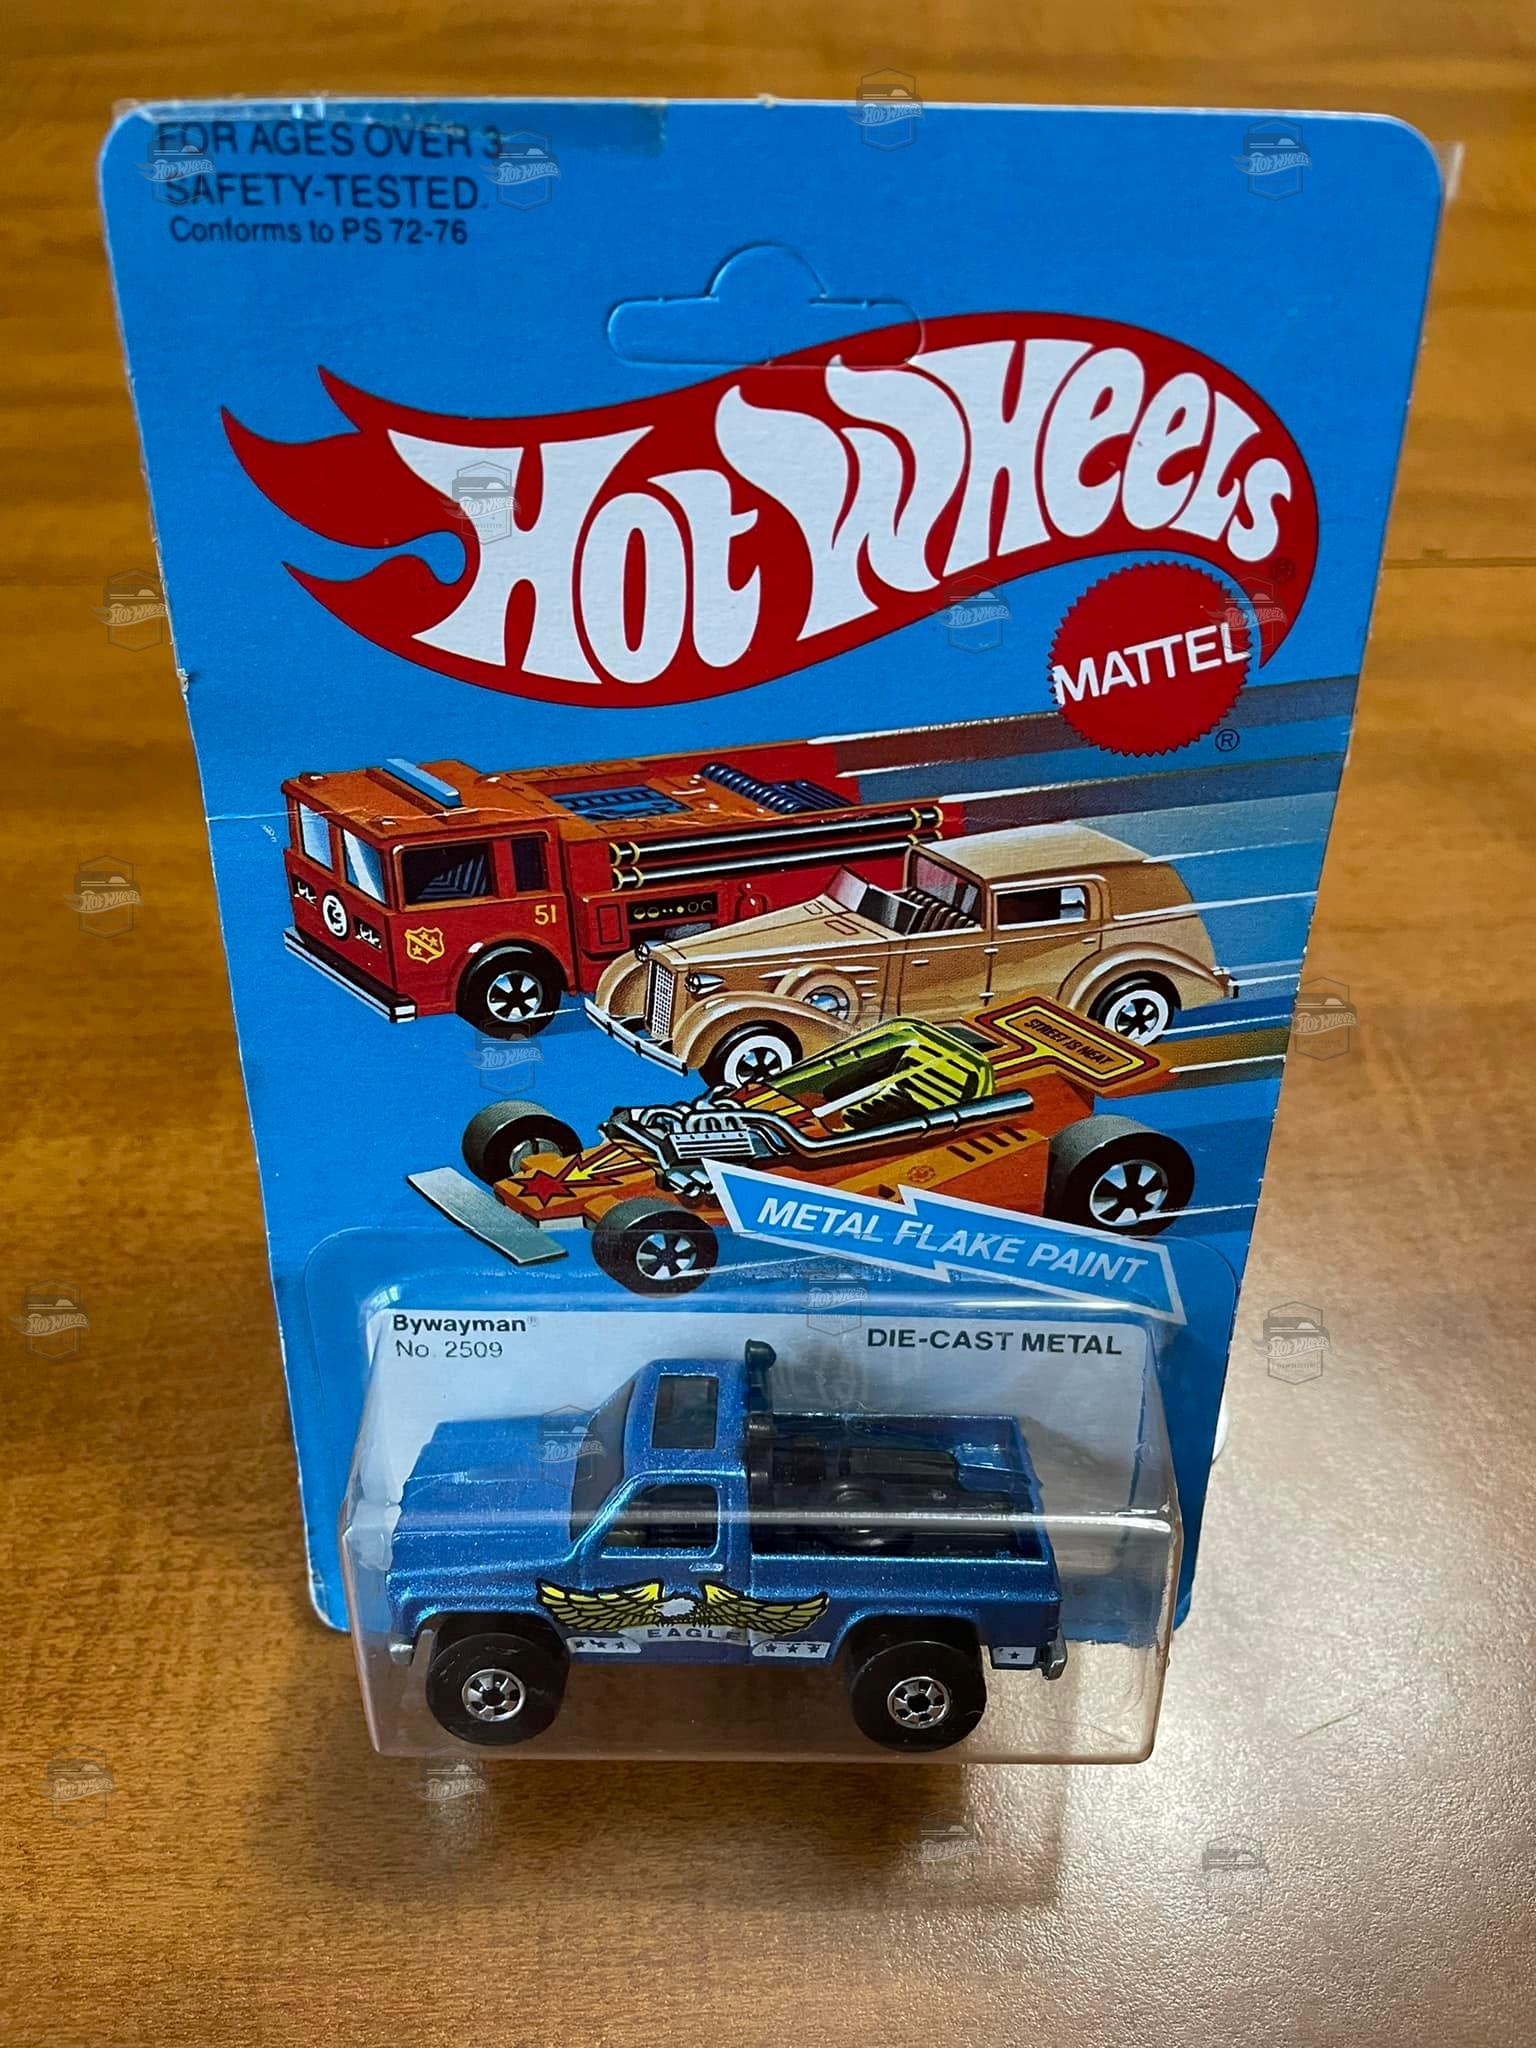 FOR AGES OVER 3
SAFETY-TESTED.
Conforms to PS 72-76
HOT WHEELS®
MATTEL
®
51
STREET IS NEAT
METAL FLAKE PAINT
Bywayman®
No. 2509
DIE-CAST METAL
EAGLE